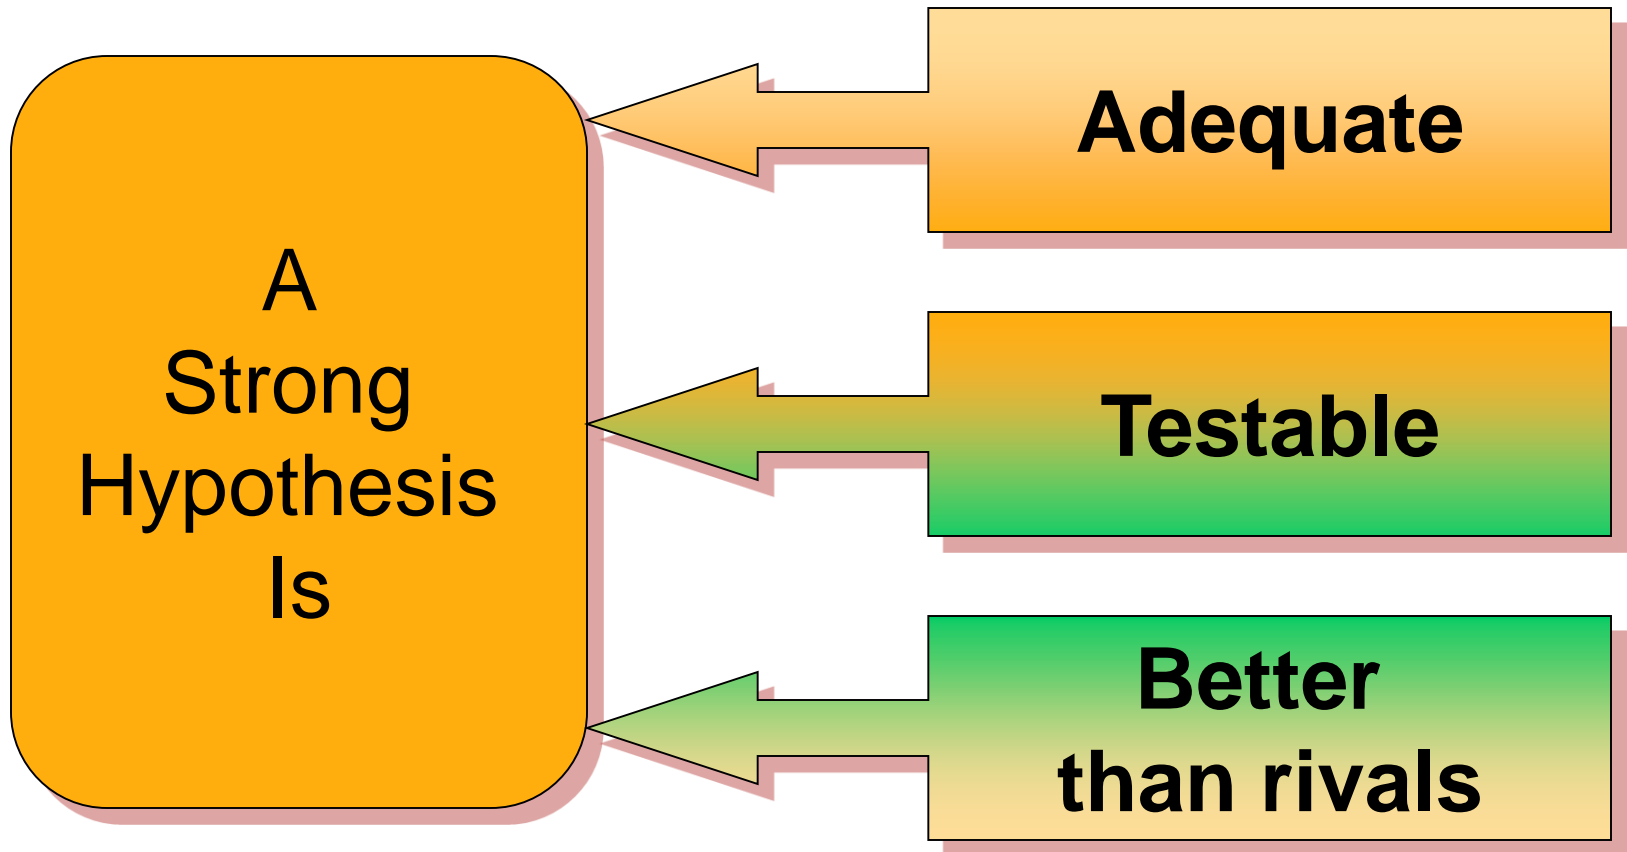 A
Strong
Hypothesis
Is
Adequate
Testable
Better
than rivals